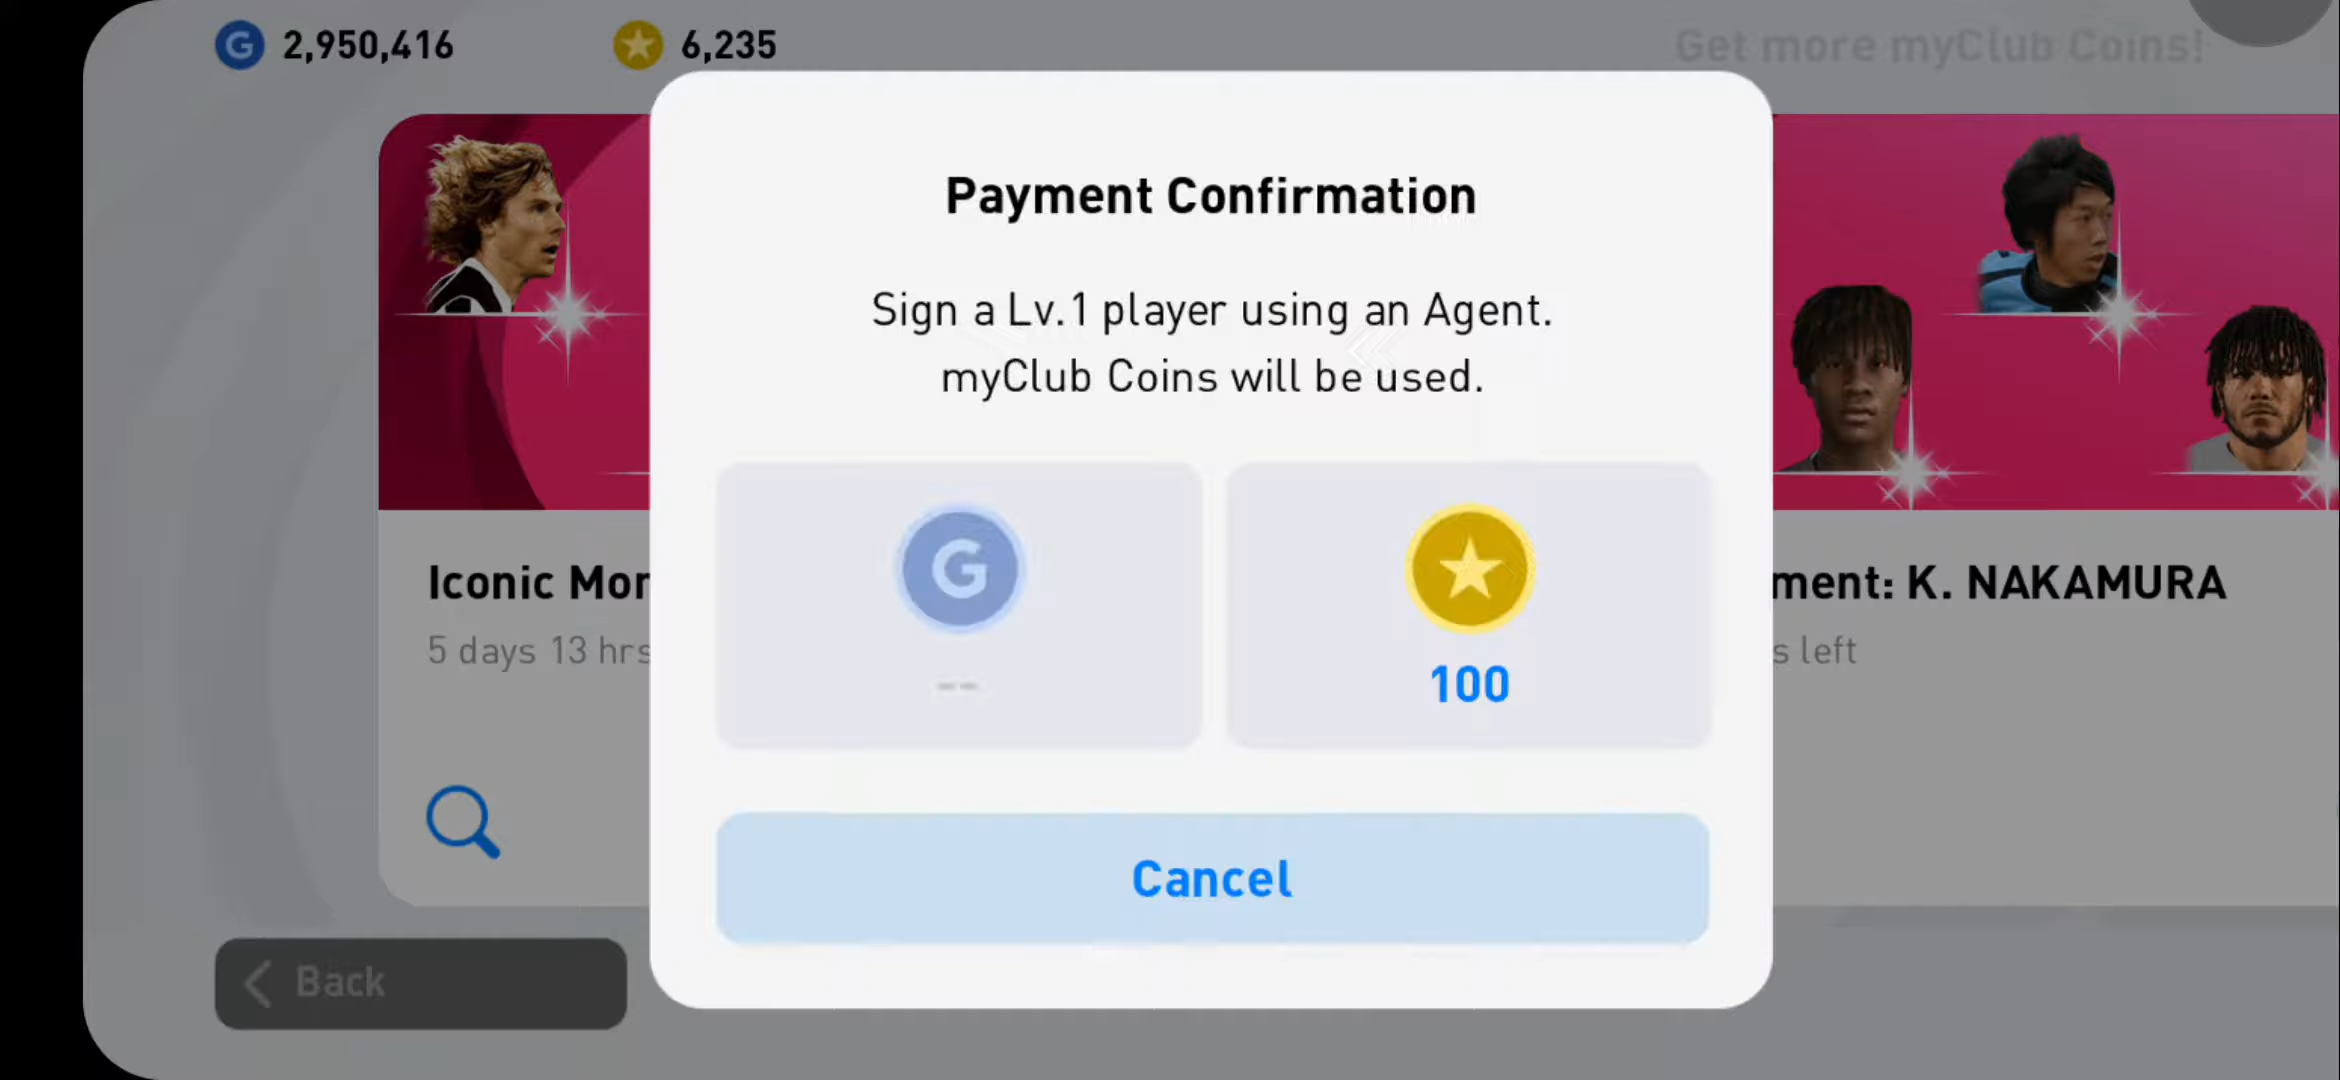 G 2,950,416
6,235
Get more myClub Coins!
Payment Confirmation
Sign a Lv.1 player using an Agent.
myClub Coins will be used.
G
--
100
Cancel
Iconic Mo
5 days 13 hrs
ment: K. NAKAMURA
s left
Back